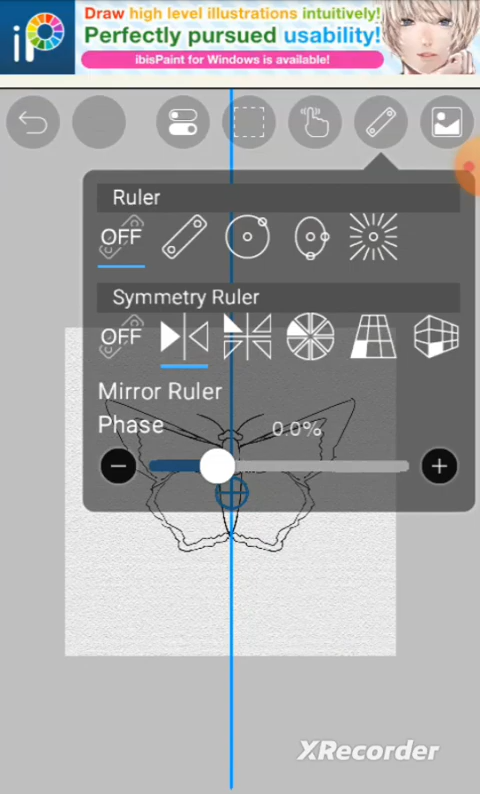 iP
Draw high level illustrations intuitively!
Perfectly pursued usability!
ibisPaint for Windows is available!
Ruler
OFF
Symmetry Ruler
OFF
Mirror Ruler
Phase 0.0%
XRecorder